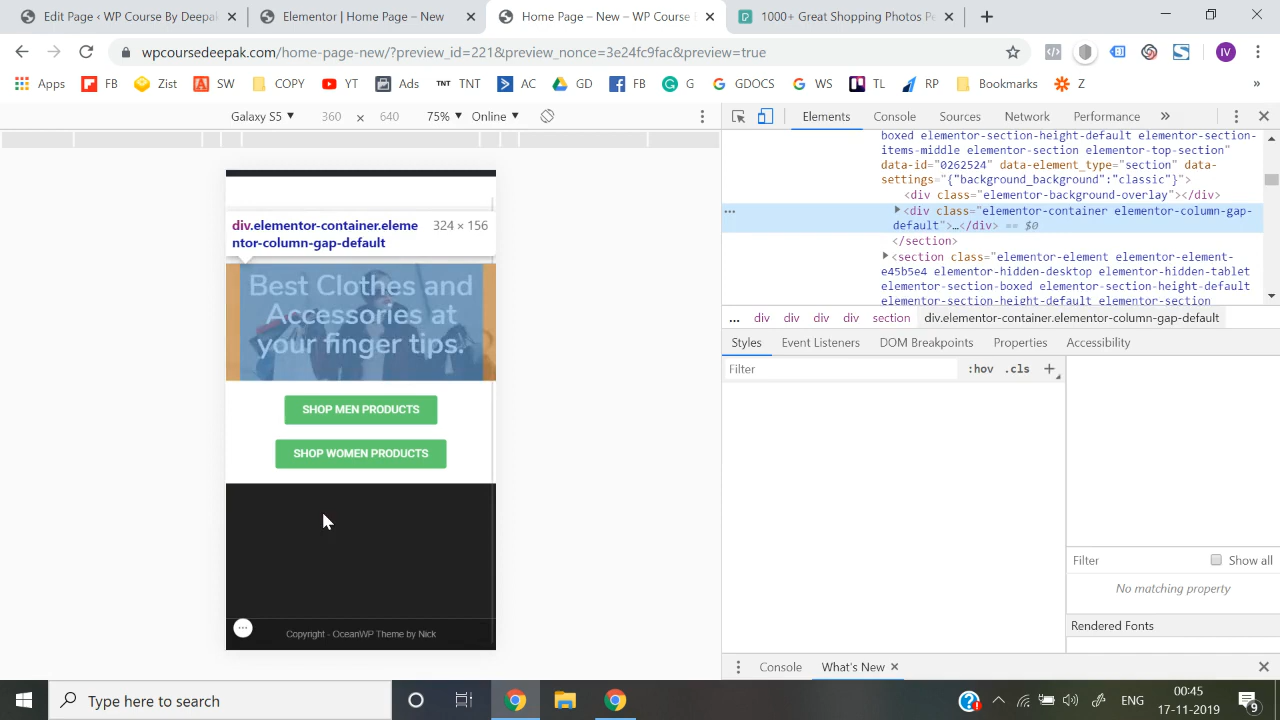 Edit Page ‹ WP Course Deepak —
Home Page – New – WP Course
1000+ Great Shopping Photos Pe
wpcoursedeepak.com/home-page-new/?preview_id=221&preview_nonce=3e24fc9fac&preview=true
IV
Apps FB Zist SW COPY YT Ads TNT TNT AC GD FB G GDOCS WS TL RP Bookmarks Z »
Galaxy S5 ▼ 360 × 640 75% ▼ Online ▼
Elements Console Sources Network Performance »
boxed elementor-section-height-default elementor-section-
items-middle elementor-section elementor-top-section"
data-id="0262524" data-element_type="section" data-
settings="{"background_background":"classic"}">
<div class="elementor-background-overlay"></div>
<div class="elementor-container elementor-column-gap-
default">…</div> == $0
</section>
<section class="elementor-element elementor-element-
e45b5e4 elementor-hidden-desktop elementor-hidden-tablet
elementor-section-boxed elementor-section-height-default
elementor-section-height-default elementor-section
... div div div div section div.elementor-container.elementor-column-gap-default
Styles Event Listeners DOM Breakpoints Properties Accessibility
Filter :hov .cls +
Filter Show all
No matching property
Rendered Fonts
Console What's New ×
div.elementor-container.eleme 324 × 156
ntor-column-gap-default
Best Clothes and
Accessories at
your finger tips.
SHOP MEN PRODUCTS
SHOP WOMEN PRODUCTS
Copyright - OceanWP Theme by Nick
Type here to search
ENG
00:45
17-11-2019
9